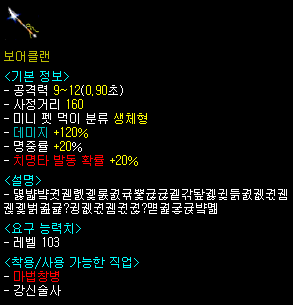 보어클랜
<기본 정보>
- 공격력 9~12(0.90초)
- 사정거리 160
- 미니 펫 먹이 분류 생체형
- 데미지 +120%
- 명중률 +20%
- 치명타 발동 확률 +20%
<설명>
<요구 능력치>
- 레벨 103
<착용/사용 가능한 직업>
- 마법창병
- 강신술사